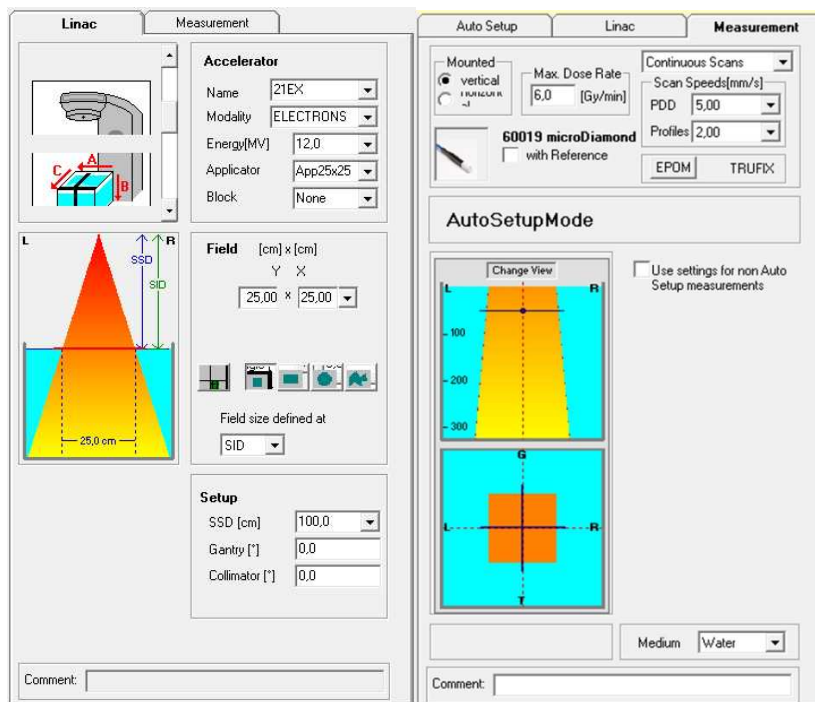 Linac
Measurement
A
C
B
Accelerator
Name 21EX
Modality ELECTRONS
Energy[MV] 12,0
Applicator App25x25
Block None
L
R
SSD
SID
25,0 cm
Field [cm] x [cm]
Y X
25,00 x 25,00
Field size defined at
SID
Setup
SSD [cm] 100,0
Gantry [°] 0,0
Collimator [°] 0,0
Comment:
Auto Setup
Linac
Measurement
Mounted
vertical
Max. Dose Rate
6,0 [Gy/min]
Continuous Scans
Scan Speeds[mm/s]
PDD 5,00
Profiles 2,00
60019 microDiamond
with Reference
EPOM TRUFIX
AutoSetupMode
Change View
L
R
- 100
- 200
- 300
Use settings for non Auto
Setup measurements
G
L
R
T
Medium Water
Comment: